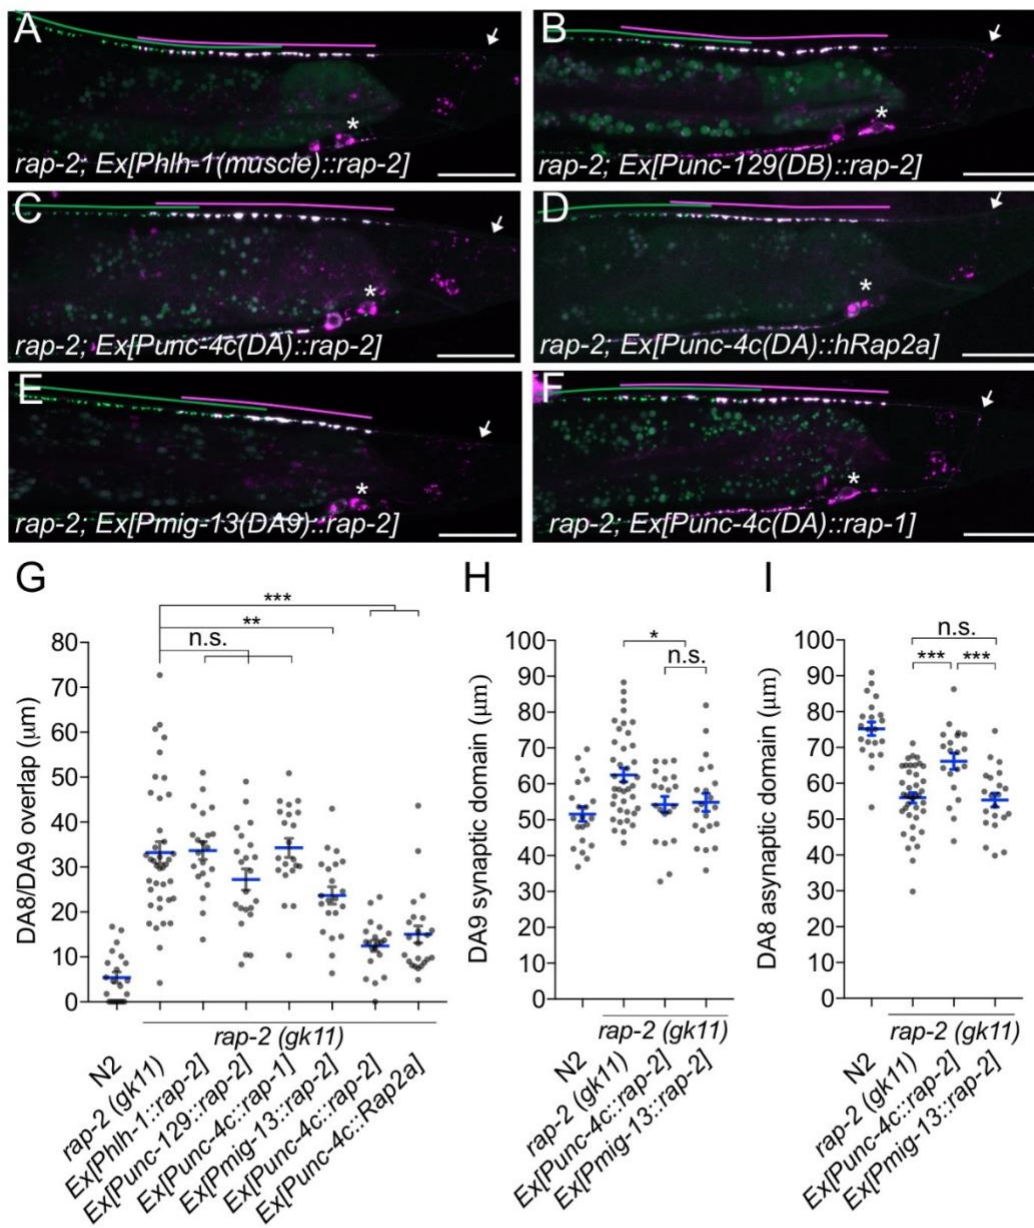 A
rap-2; Ex[Phlh-1(muscle)::rap-2]
*
B
rap-2; Ex[Punc-129(DB)::rap-2]
*
C
rap-2; Ex[Punc-4c(DA)::rap-2]
*
D
rap-2; Ex[Punc-4c(DA)::hRap2a]
*
E
rap-2; Ex[Pmig-13(DA9)::rap-2]
*
F
rap-2; Ex[Punc-4c(DA)::rap-1]
*
G
DA8/DA9 overlap (μm)
80
70
60
50
40
30
20
10
0
***
**
n.s.
rap-2 (gk11)
N2
rap-2 (gk11)
Ex[Phlh-1::rap-2]
Ex[Punc-129::rap-2]
Ex[Punc-4c::rap-1]
Ex[Pmig-13::rap-2]
Ex[Punc-4c::rap-2]
Ex[Punc-4c::Rap2a]
H
DA9 synaptic domain (μm)
100
90
80
70
60
50
40
30
20
10
0
*
n.s.
rap-2 (gk11)
N2
rap-2 (gk11)
Ex[Punc-4c::rap-2]
Ex[Pmig-13::rap-2]
I
DA8 asynaptic domain (μm)
100
90
80
70
60
50
40
30
20
10
0
n.s.
*** ***
rap-2 (gk11)
N2
rap-2 (gk11)
Ex[Punc-4c::rap-2]
Ex[Pmig-13::rap-2]